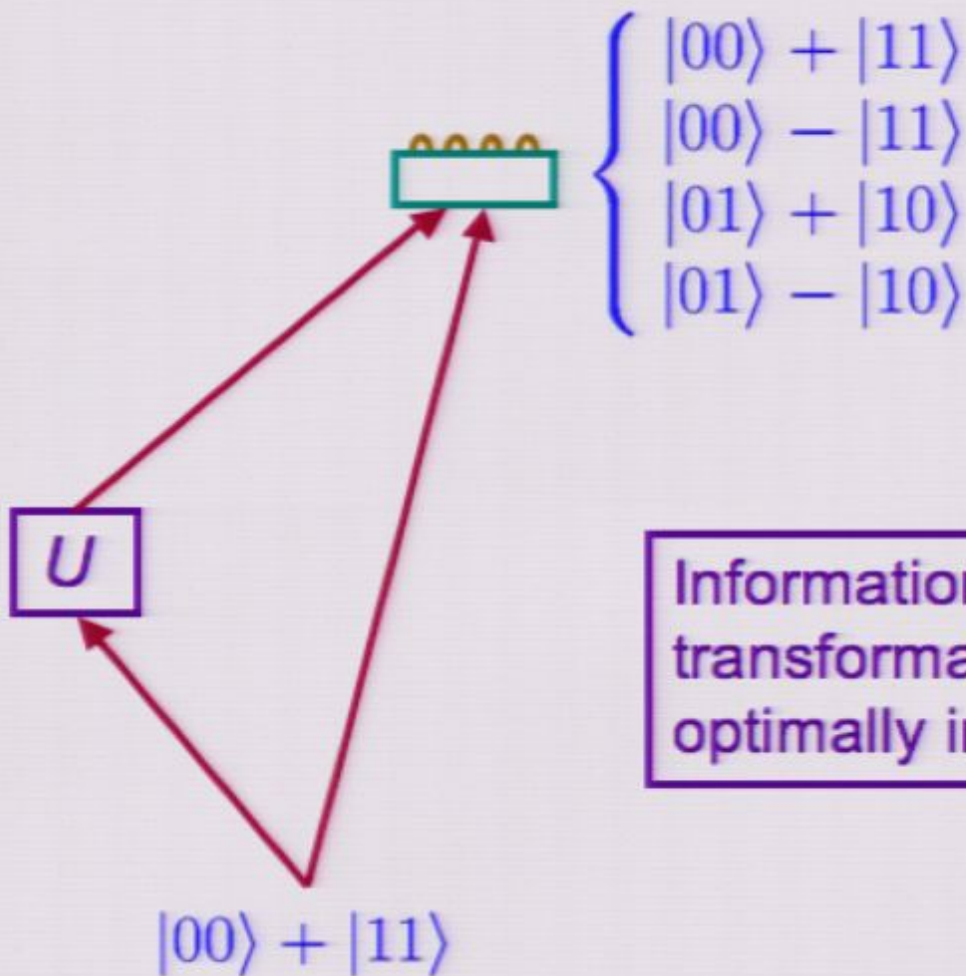 |00⟩ + |11⟩
|00⟩ − |11⟩
|01⟩ + |10⟩
|01⟩ − |10⟩
U
Information
transforma
optimally i
|00⟩ + |11⟩